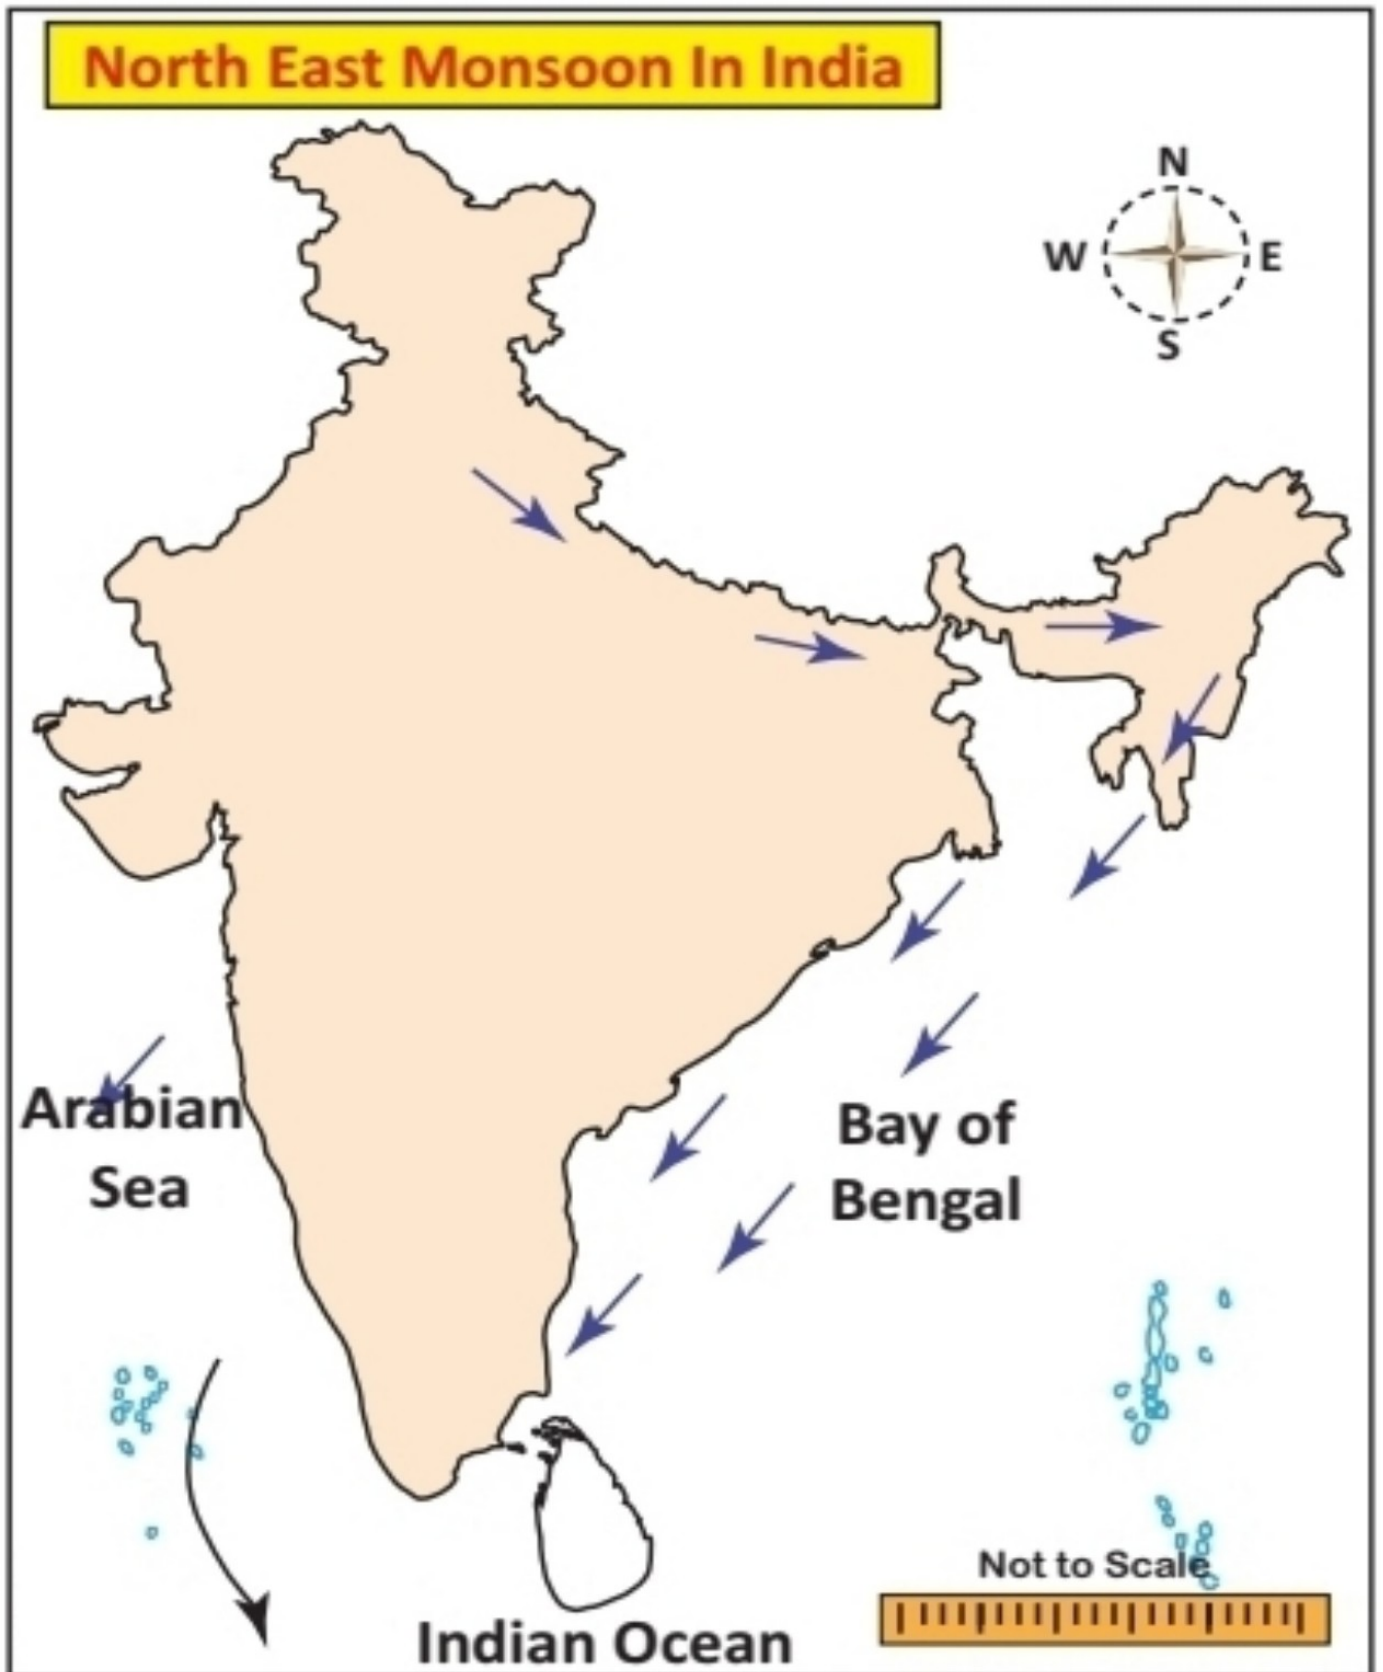 North East Monsoon In India
N
W
E
S
Arabian
Sea
Bay of
Bengal
Not to Scale
Indian Ocean